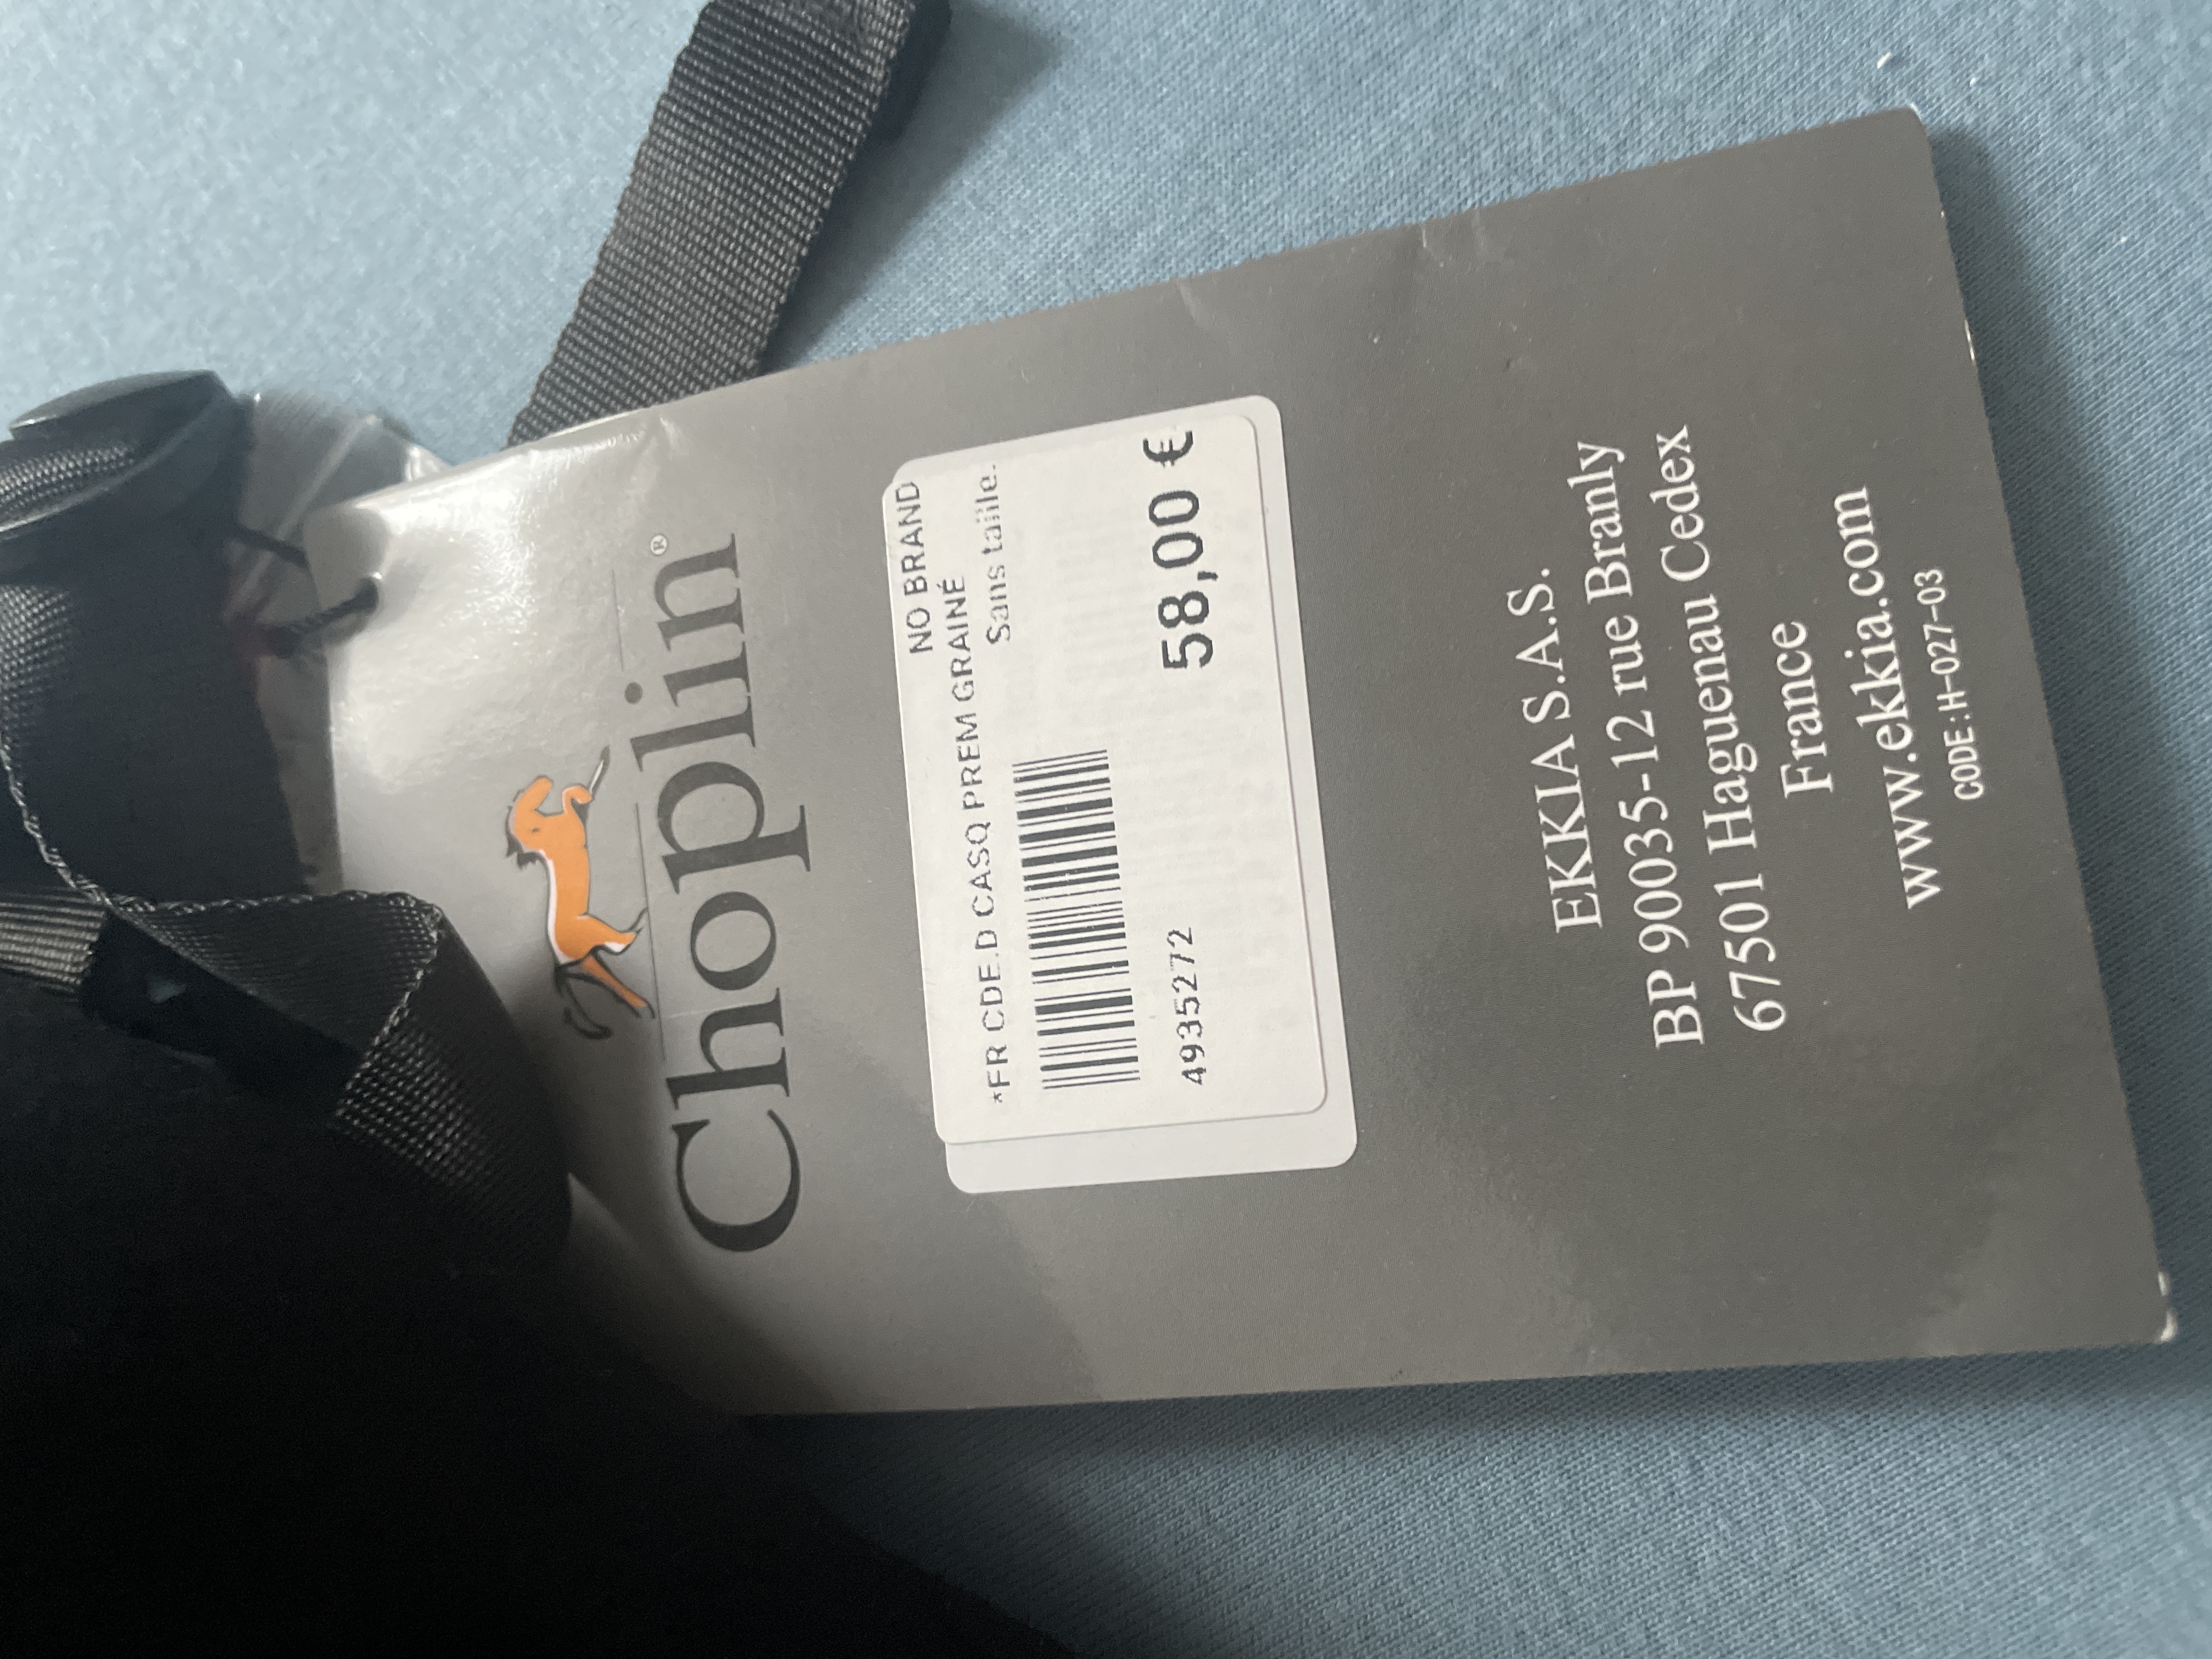 Choplin®
NO BRAND
*FR CDE.D CASQ PREM GRAINÉ
Sans taille.
4935272 58,00 €
EKKIA S.A.S.
BP 90035-12 rue Branly
67501 Haguenau Cedex
France
www.ekkia.com
CODE:H-027-03